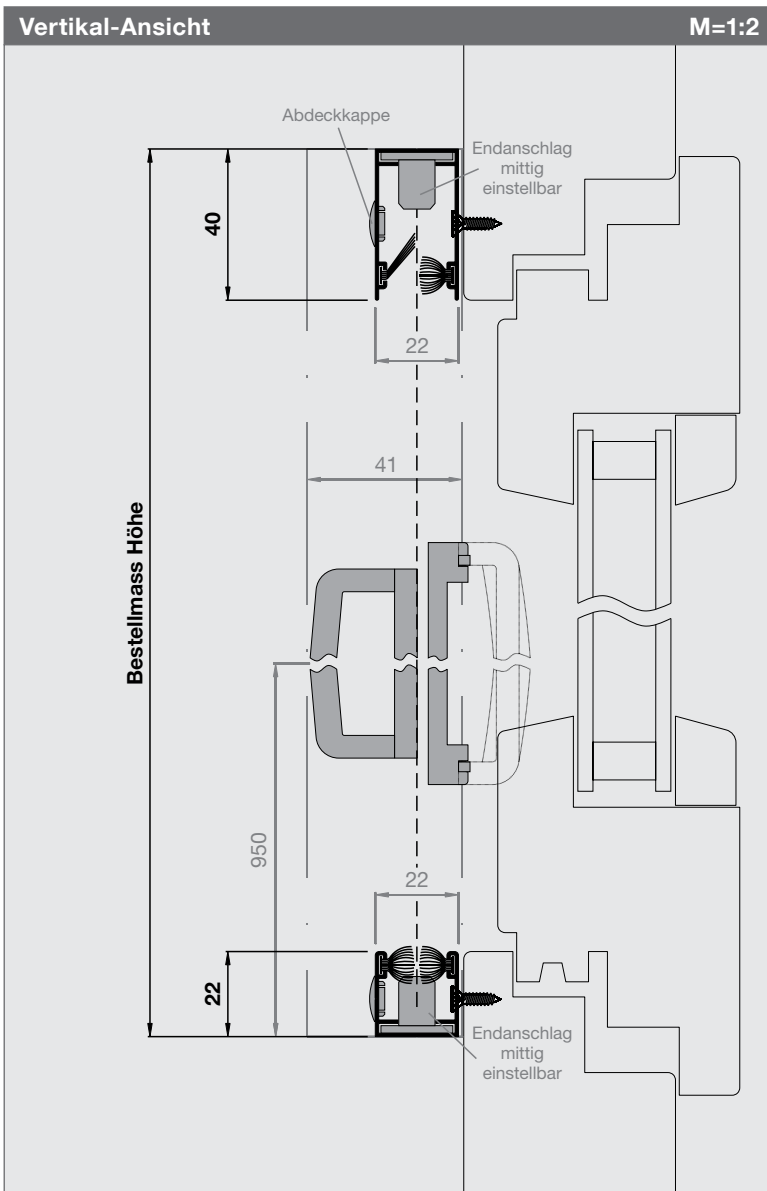 Vertikal-Ansicht M=1:2
Abdeckkappe
Endanschlag
mittig
einstellbar
40
22
41
Bestellmass Höhe
950
22
22
Endanschlag
mittig
einstellbar